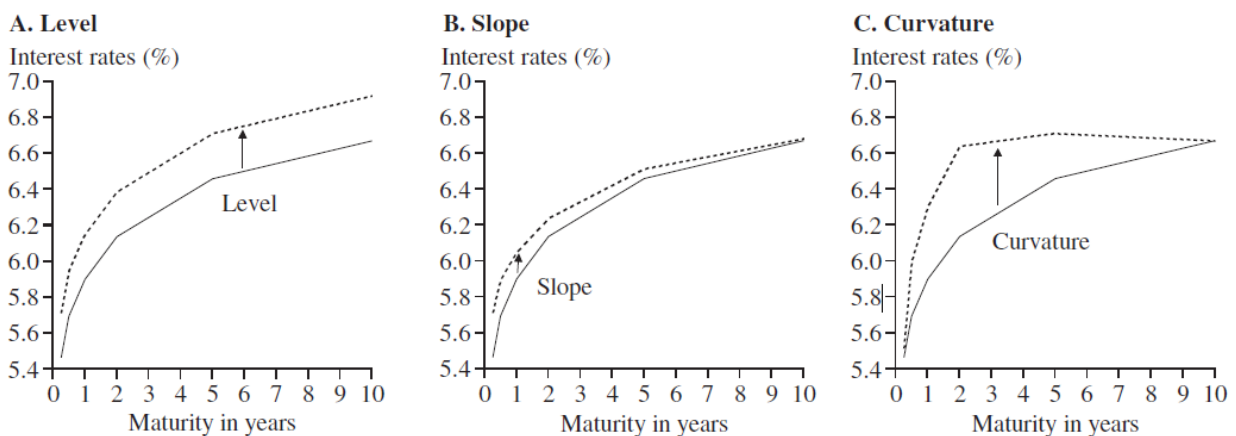 A. Level
Interest rates (%)
7.0
6.8
6.6
6.4
6.2
6.0
5.8
5.6
5.4
Level
0 1 2 3 4 5 6 7 8 9 10
Maturity in years
B. Slope
Interest rates (%)
7.0
6.8
6.6
6.4
6.2
6.0
5.8
5.6
5.4
Slope
0 1 2 3 4 5 6 7 8 9 10
Maturity in years
C. Curvature
Interest rates (%)
7.0
6.8
6.6
6.4
6.2
6.0
5.8
5.6
5.4
Curvature
0 1 2 3 4 5 6 7 8 9 10
Maturity in years